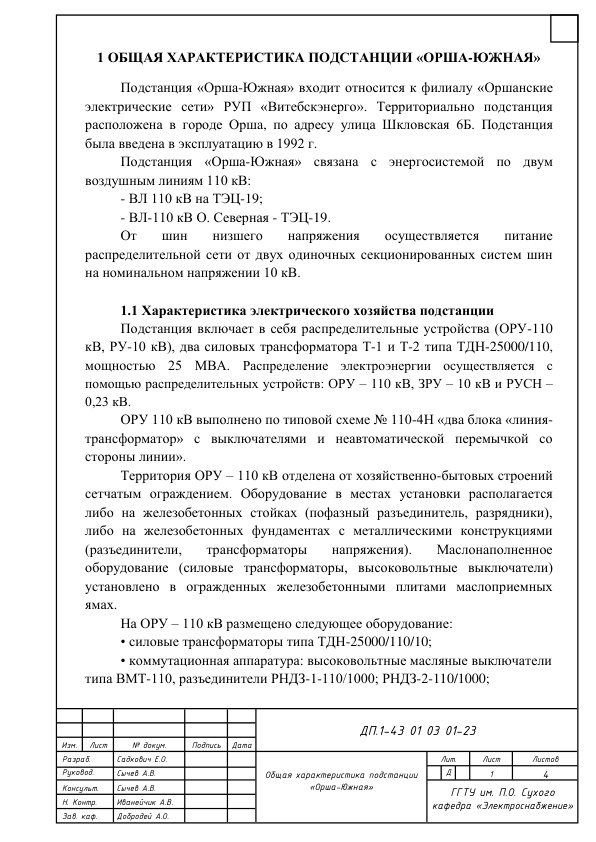 1 ОБЩАЯ ХАРАКТЕРИСТИКА ПОДСТАНЦИИ «ОРША-ЮЖНАЯ»
Подстанция «Орша-Южная» входит относится к филиалу «Оршанские
электрические сети» РУП «Витебскэнерго». Территориально подстанция
расположена в городе Орша, по адресу улица Шкловская 6Б. Подстанция
была введена в эксплуатацию в 1992 г.
Подстанция «Орша-Южная» связана с энергосистемой по двум
воздушным линиям 110 кВ:
- ВЛ 110 кВ на ТЭЦ-19;
- ВЛ-110 кВ О. Северная - ТЭЦ-19.
От шин низшего напряжения осуществляется питание
распределительной сети от двух одиночных секционированных систем шин
на номинальном напряжении 10 кВ.
1.1 Характеристика электрического хозяйства подстанции
Подстанция включает в себя распределительные устройства (ОРУ-110
кВ, РУ-10 кВ), два силовых трансформатора Т-1 и Т-2 типа ТДН-25000/110,
мощностью 25 МВА. Распределение электроэнергии осуществляется с
помощью распределительных устройств: ОРУ – 110 кВ, ЗРУ – 10 кВ и РУСН –
0,23 кВ.
ОРУ 110 кВ выполнено по типовой схеме № 110-4Н «два блока «линия-
трансформатор» с выключателями и неавтоматической перемычкой со
стороны линии».
Территория ОРУ – 110 кВ отделена от хозяйственно-бытовых строений
сетчатым ограждением. Оборудование в местах установки располагается
либо на железобетонных стойках (пофазный разъединитель, разрядники),
либо на железобетонных фундаментах с металлическими конструкциями
(разъединители, трансформаторы напряжения). Маслонаполненное
оборудование (силовые трансформаторы, высоковольтные выключатели)
установлено в огражденных железобетонными плитами маслоприемных
ямах.
На ОРУ – 110 кВ размещено следующее оборудование:
• силовые трансформаторы типа ТДН-25000/110/10;
• коммутационная аппаратура: высоковольтные масляные выключатели
типа ВМТ-110, разъединители РНДЗ-1-110/1000; РНДЗ-2-110/1000;
ДП.1-43 01 03 01-23
Изм. Лист № докум. Подпись Дата
Разраб. Садкович Е.О.
Руковод. Сычев А.В.
Консульт. Сычев А.В.
Н. Контр. Иванейчик А.В.
Зав. каф. Добродей А.О.
Общая характеристика подстанции
«Орша-Южная»
Лит. Лист Листов
Д 1 4
ГГТУ им. П.О. Сухого
кафедра «Электроснабжение»